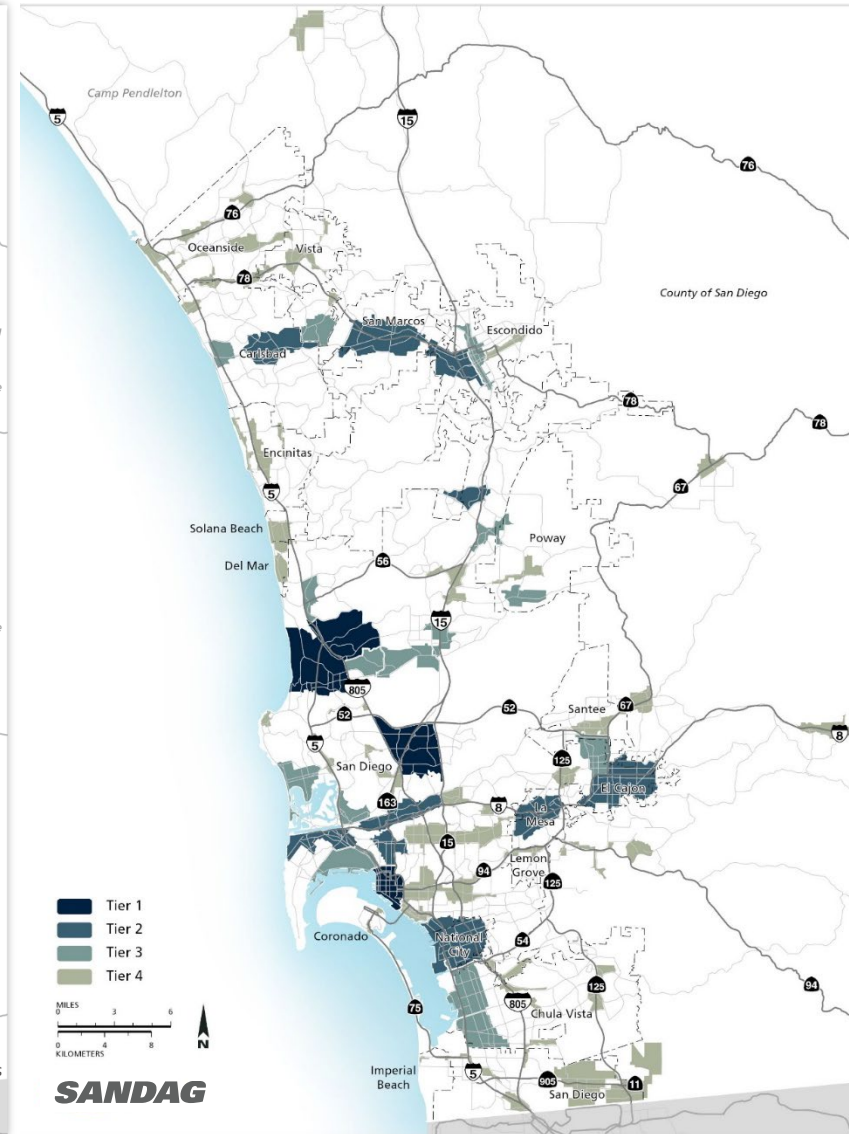 Camp Pendlelton
5
15
76
76
Oceanside
Vista
78
County of San Diego
San Marcos
Escondido
Carlsbad
78
78
Encinitas
67
5
Solana Beach
Poway
Del Mar
56
15
805
52
52
Santee
67
5
8
San Diego
125
El Cajon
163
8
La
Mesa
15
Lemon
Grove
94
125
Tier 1
Tier 2
Tier 3
Tier 4
Coronado
National
City
54
94
125
805
75
Chula Vista
MILES
0 3 6
0 4 8
KILOMETERS
N
Imperial
Beach
5
905
11
San Diego
SANDAG